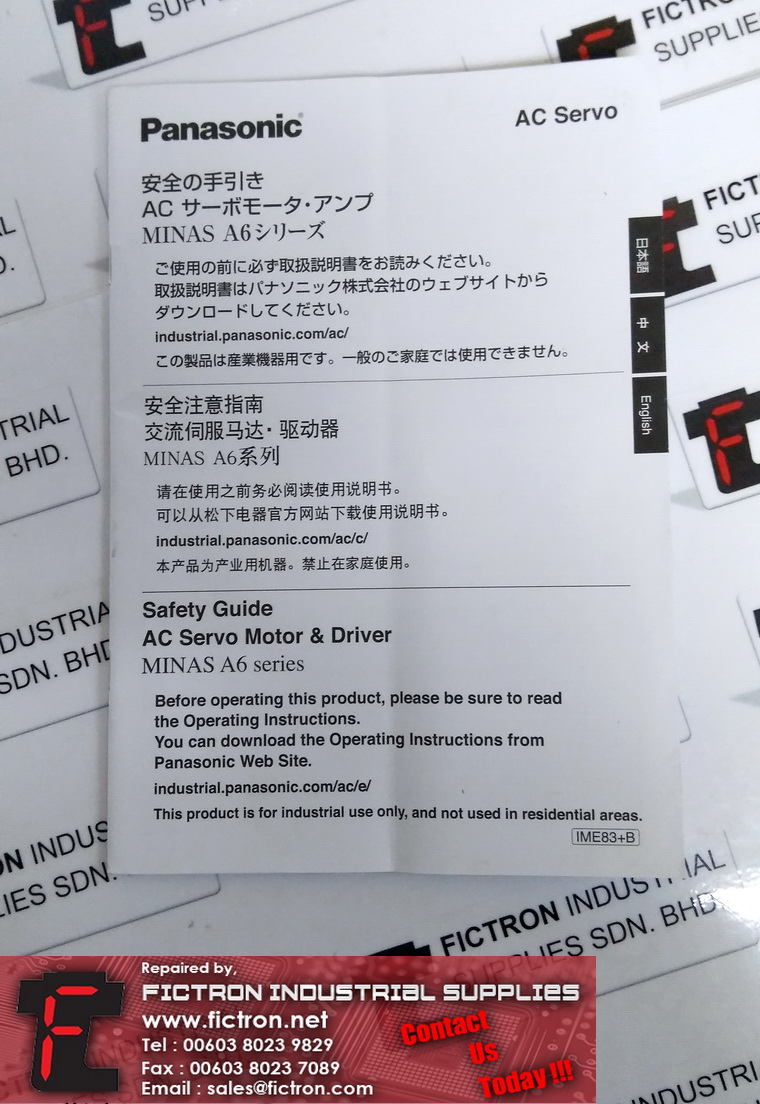 SUPPLIE
FICTRON
SUPPLIE
Panasonic
AC Servo
安全の手引き
AC サーボモータ・アンプ
MINAS A6シリーズ
ご使用の前に必ず取扱説明書をお読みください。
取扱説明書はパナソニック株式会社のウェブサイトから
ダウンロードしてください。
industrial.panasonic.com/ac/
この製品は産業機器用です。一般のご家庭では使用できません。
日本語
中文
English
安全注意指南
交流伺服马达・驱动器
MINAS A6系列
请在使用之前务必阅读使用说明书。
可以从松下电器官方网站下载使用说明书。
industrial.panasonic.com/ac/c/
本产品为产业用机器。禁止在家庭使用。
Safety Guide
AC Servo Motor & Driver
MINAS A6 series
Before operating this product, please be sure to read
the Operating Instructions.
You can download the Operating Instructions from
Panasonic Web Site.
industrial.panasonic.com/ac/e/
This product is for industrial use only, and not used in residential areas.
IME83+B
FICT
SUP
TRIAL
BHD.
DUSTRIA
SDN. BHD
ON INDUS
LIES SDN.
FICTRON INDUSTRIAL
SUPPLIES SDN. BHD.
NDUSTRI
Repaired by,
FICTRON INDUSTRIAL SUPPLIES
www.fictron.net
Tel : 00603 8023 9829
Fax : 00603 8023 7089
Email : sales@fictron.com
Contact
Us
Today !!!